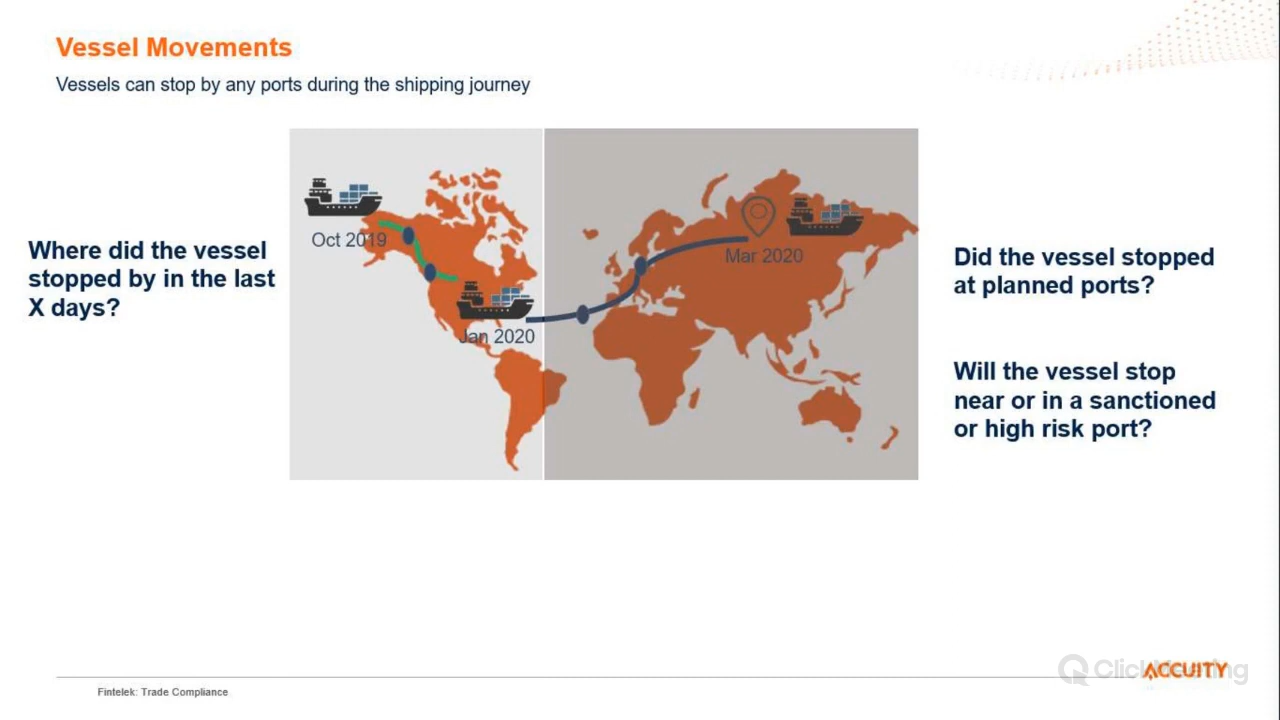 Vessel Movements
Vessels can stop by any ports during the shipping journey
Where did the vessel
stopped by in the last
X days?
Oct 2019
Jan 2020
Mar 2020
Did the vessel stopped
at planned ports?
Will the vessel stop
near or in a sanctioned
or high risk port?
Fintelek: Trade Compliance
ClickMeeting
ACCUITY